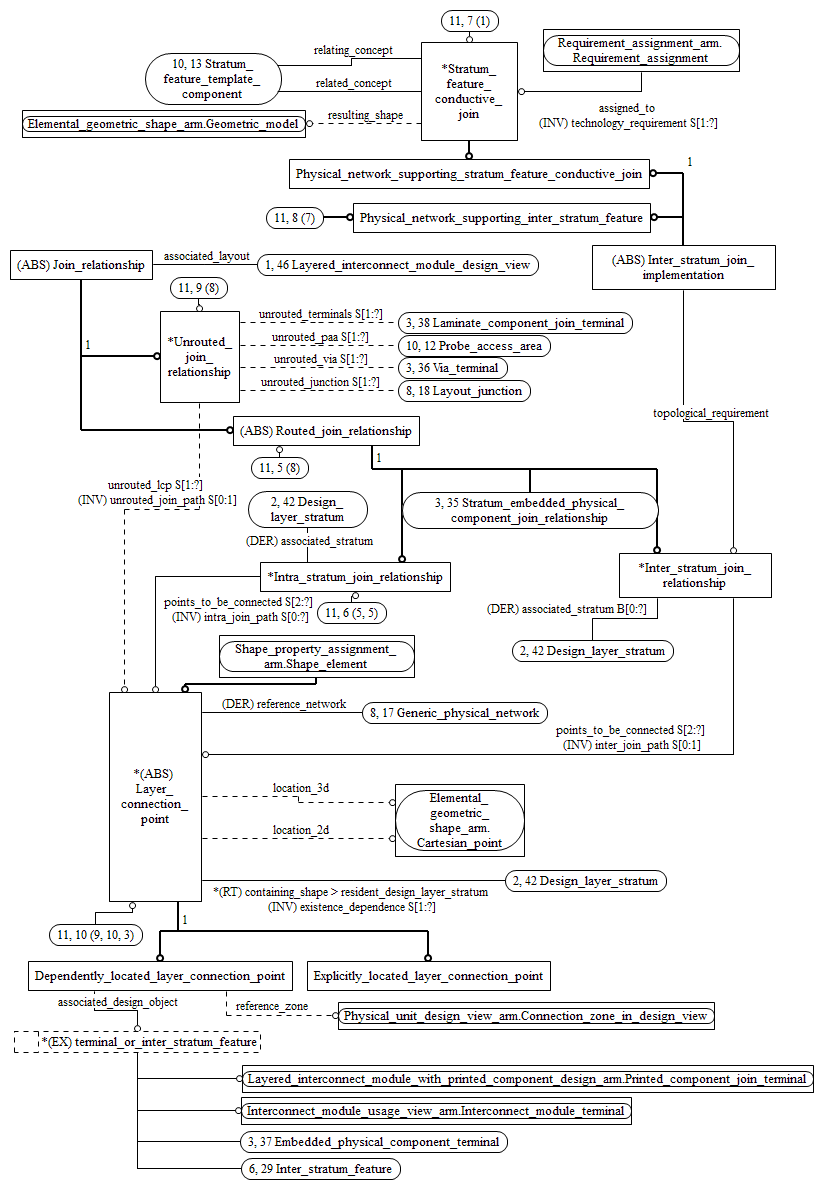 11, 7 (1)
10, 13 Stratum_
feature_template_
component
relating_concept
related_concept
resulting_shape
*Stratum_
feature_
conductive_
join
Requirement_assignment_arm.
Requirement_assignment
assigned_to
(INV) technology_requirement S[1:?]
Elemental_geometric_shape_arm.Geometric_model
Physical_network_supporting_stratum_feature_conductive_join
1
11, 8 (7)
Physical_network_supporting_inter_stratum_feature
(ABS) Join_relationship
associated_layout
1, 46 Layered_interconnect_module_design_view
(ABS) Inter_stratum_join_
implementation
11, 9 (8)
*Unrouted_
join_
relationship
1
unrouted_terminals S[1:?]
3, 38 Laminate_component_join_terminal
unrouted_paa S[1:?]
10, 12 Probe_access_area
unrouted_via S[1:?]
3, 36 Via_terminal
unrouted_junction S[1:?]
8, 18 Layout_junction
topological_requirement
(ABS) Routed_join_relationship
1
11, 5 (8)
unrouted_lcp S[1:?]
(INV) unrouted_join_path S[0:1]
2, 42 Design_
layer_stratum
3, 35 Stratum_embedded_physical_
component_join_relationship
(DER) associated_stratum
*Intra_stratum_join_relationship
*Inter_stratum_join_
relationship
points_to_be_connected S[2:?]
(INV) intra_join_path S[0:?]
11, 6 (5, 5)
(DER) associated_stratum B[0:?]
2, 42 Design_layer_stratum
Shape_property_assignment_
arm.Shape_element
(DER) reference_network
8, 17 Generic_physical_network
points_to_be_connected S[2:?]
(INV) inter_join_path S[0:1]
*(ABS)
Layer_
connection_
point
location_3d
location_2d
Elemental_
geometric_
shape_arm.
Cartesian_point
2, 42 Design_layer_stratum
*(RT) containing_shape > resident_design_layer_stratum
(INV) existence_dependence S[1:?]
11, 10 (9, 10, 3)
1
Dependently_located_layer_connection_point
Explicitly_located_layer_connection_point
associated_design_object
reference_zone
Physical_unit_design_view_arm.Connection_zone_in_design_view
*(EX) terminal_or_inter_stratum_feature
Layered_interconnect_module_with_printed_component_design_arm.Printed_component_join_terminal
Interconnect_module_usage_view_arm.Interconnect_module_terminal
3, 37 Embedded_physical_component_terminal
6, 29 Inter_stratum_feature